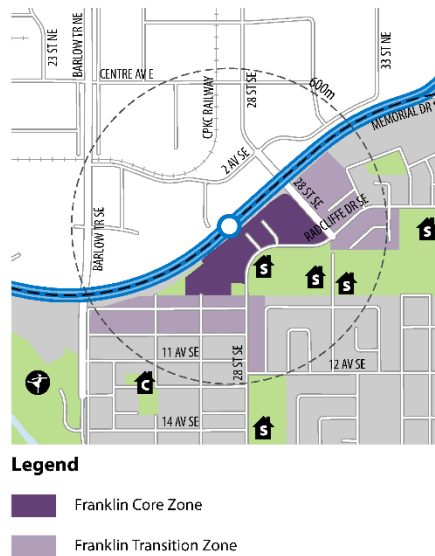 23 ST NE
BARLOW TR NE
CENTRE AV E
CPKC RAILWAY
28 ST SE
600m
33 ST NE
MEMORIAL DR
2 AV SE
28 ST SE
RADCLIFFE DR SE
BARLOW TR SE
S
S
S
S
11 AV SE
28 ST SE
12 AV SE
C
14 AV SE
S
Legend
Franklin Core Zone
Franklin Transition Zone